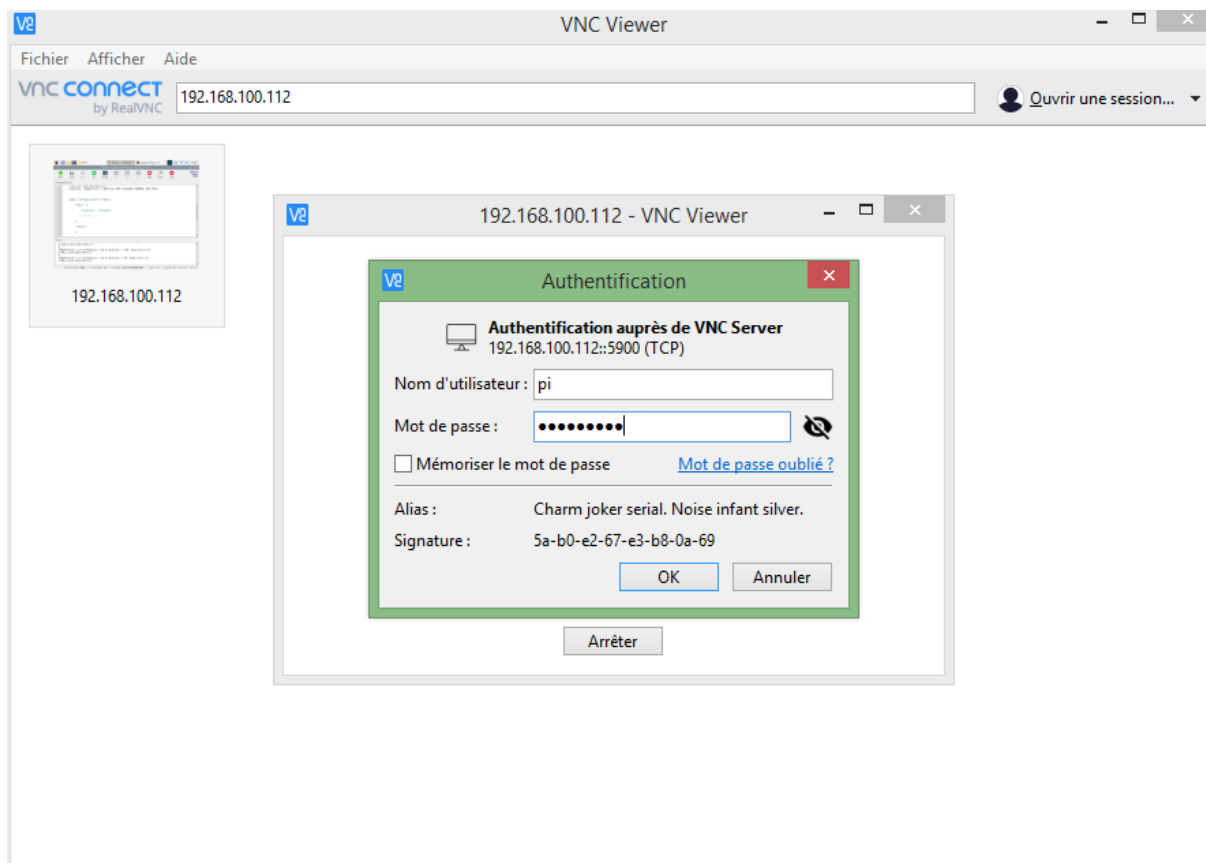 VNC Viewer
Fichier Afficher Aide
vnc connect
by RealVNC
192.168.100.112
Ouvrir une session...
192.168.100.112
192.168.100.112 - VNC Viewer
Authentification
Authentification auprès de VNC Server
192.168.100.112::5900 (TCP)
Nom d'utilisateur : pi
Mot de passe : •••••••••
Mémoriser le mot de passe Mot de passe oublié ?
Alias : Charm joker serial. Noise infant silver.
Signature : 5a-b0-e2-67-e3-b8-0a-69
OK Annuler
Arrêter